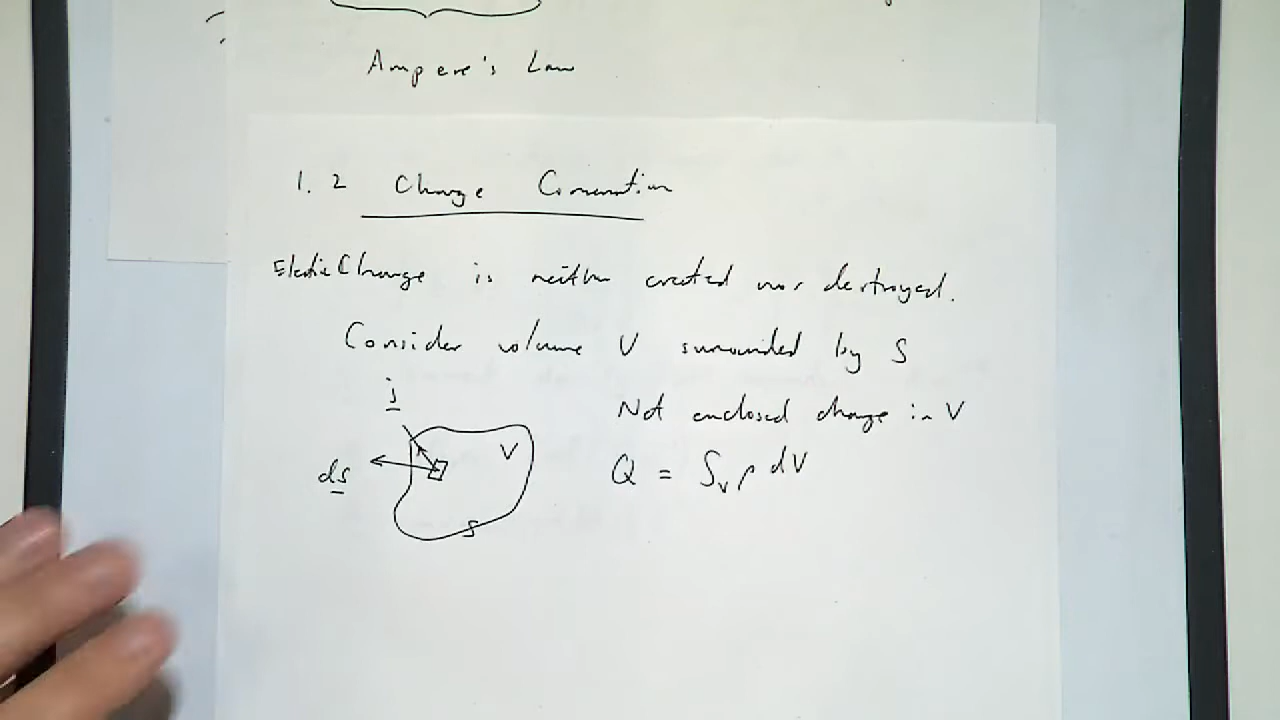 Ampere's Law
1. 2 Charge Conservation
Electric Charge is neither created nor destroyed.
Consider volume V surrounded by S
j
Net enclosed charge in V
V
ds
Q = ∫_V ρ dV
S